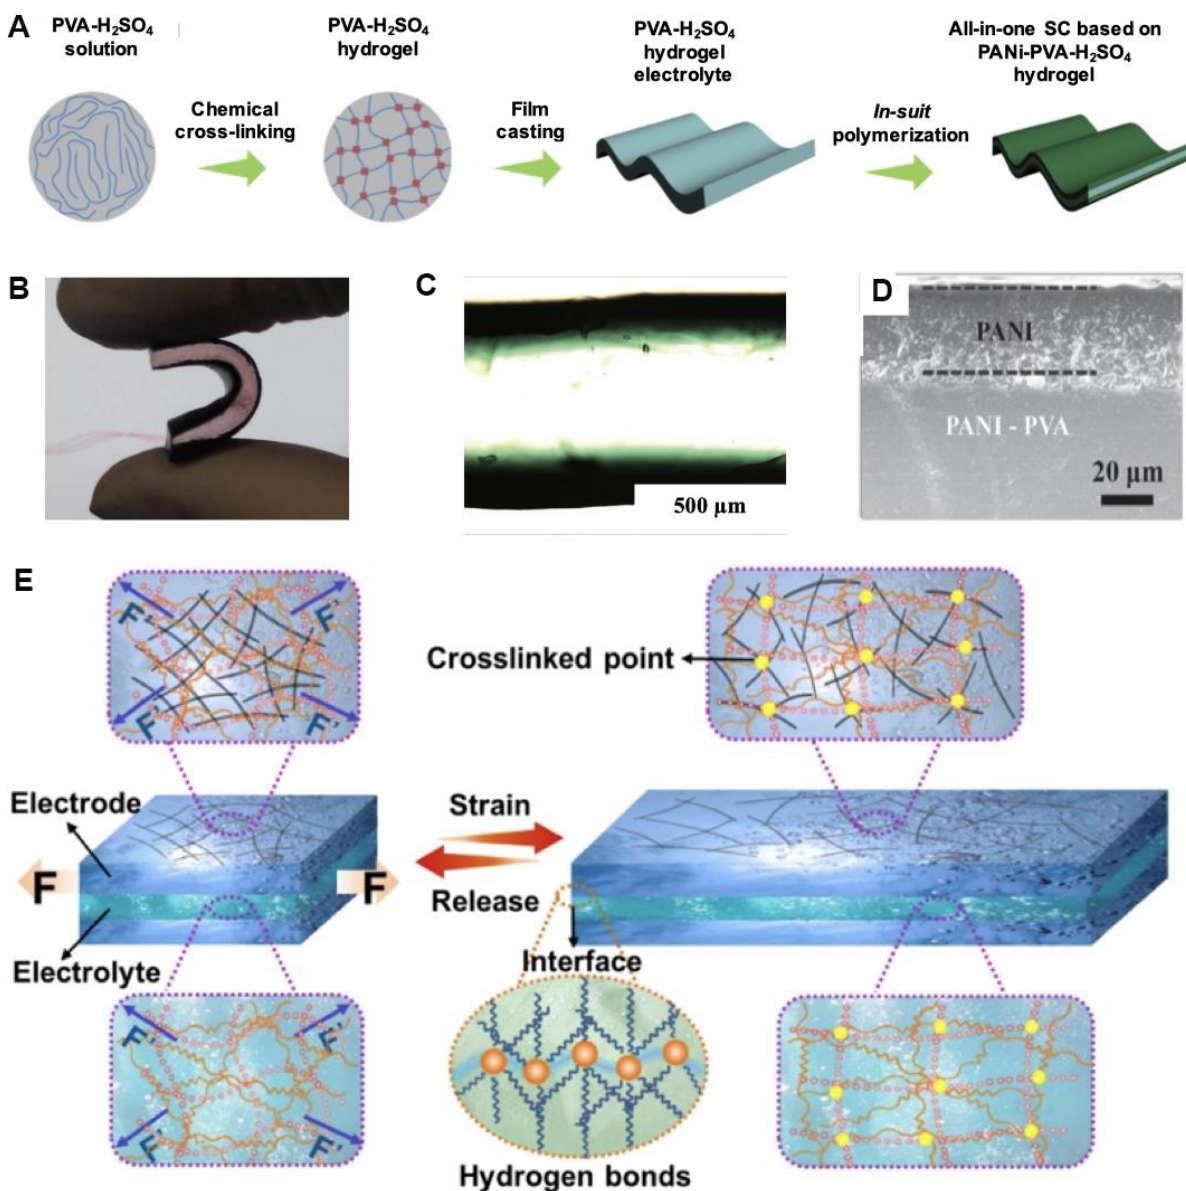 A
PVA-H₂SO₄
solution
Chemical
cross-linking
PVA-H₂SO₄
hydrogel
Film
casting
PVA-H₂SO₄
hydrogel
electrolyte
In-suit
polymerization
All-in-one SC based on
PANi-PVA-H₂SO₄
hydrogel
B
C
500 μm
D
PANI
PANI - PVA
20 μm
E
F'
F'
F'
F'
Crosslinked point
Electrode
F
F
Electrolyte
Strain
Release
Interface
F'
F'
F'
F'
Hydrogen bonds